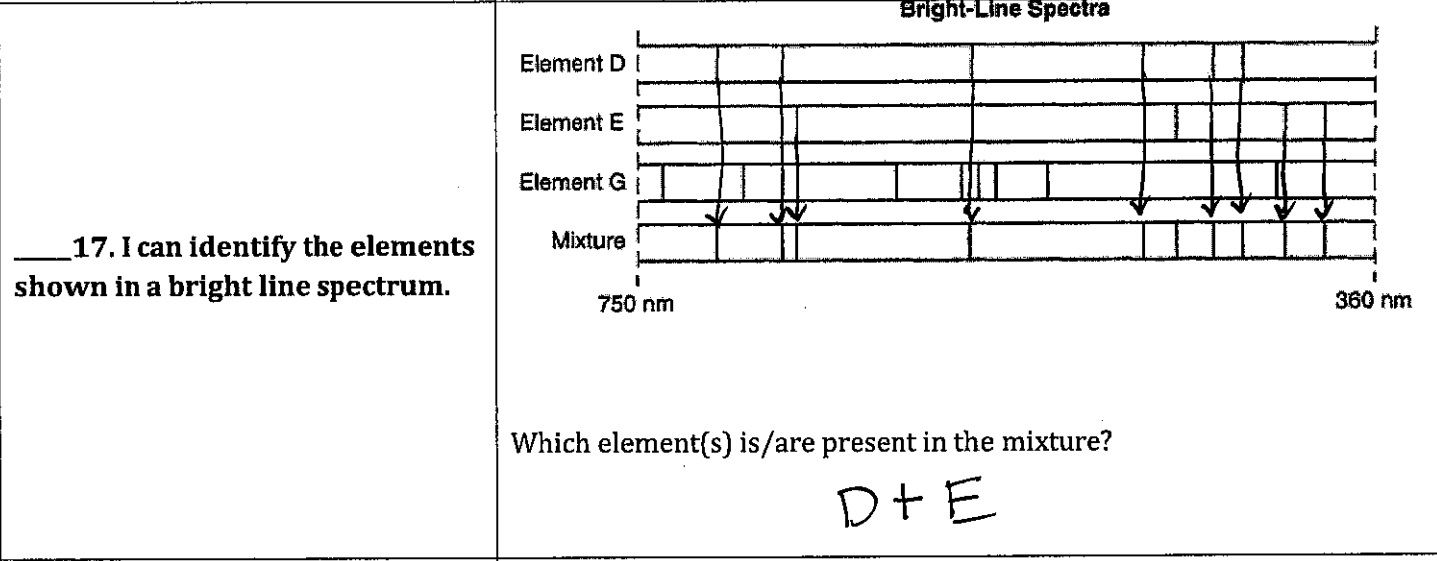 Bright-Line Spectra
Element D
Element E
Element G
Mixture
750 nm
360 nm
____17. I can identify the elements
shown in a bright line spectrum.
Which element(s) is/are present in the mixture?
D + E